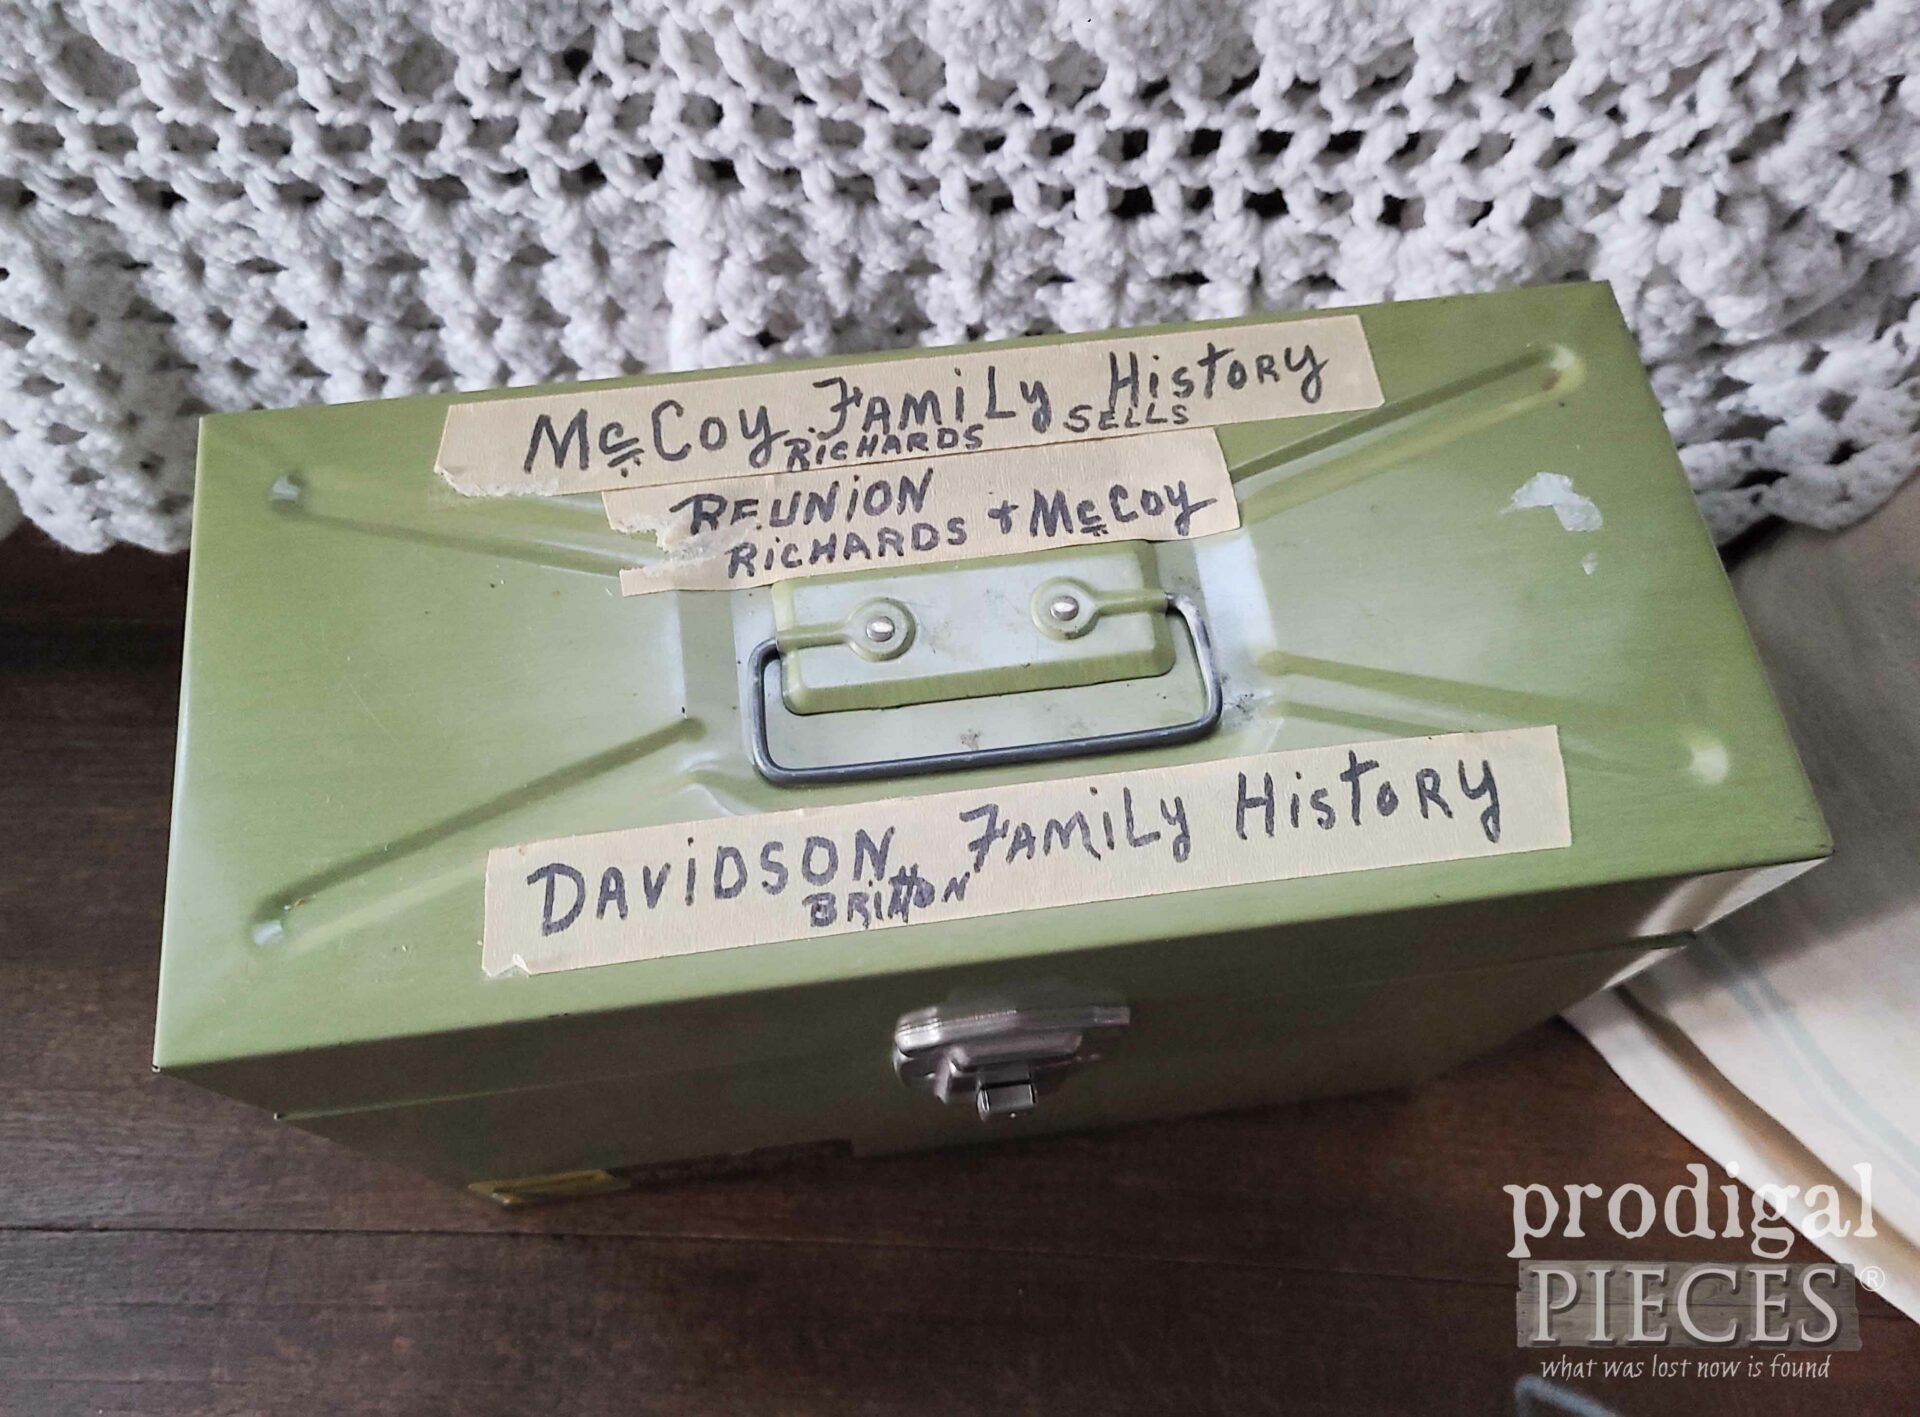 McCoy Family History
RICHARDS SELLS
REUNION
RICHARDS + McCoy
DAVIDSON Family History
BRITTON
prodigal
PIECES®
what was lost now is found